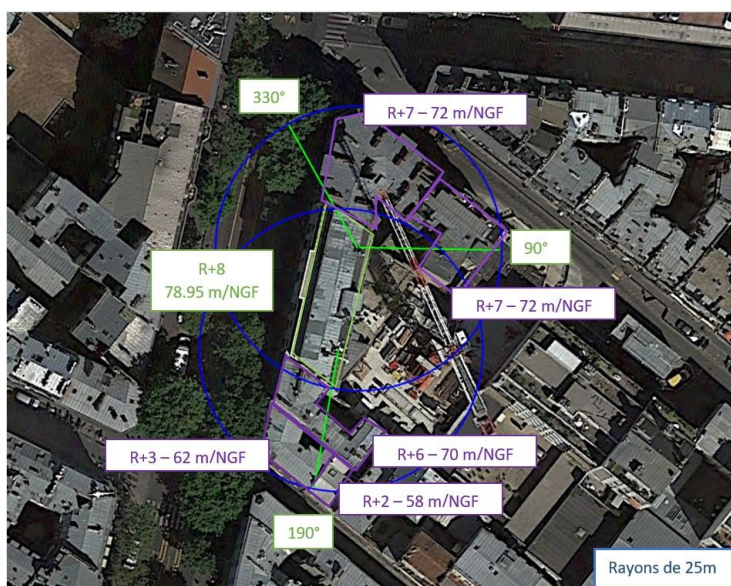 330°
R+7 – 72 m/NGF
R+8
78.95 m/NGF
90°
R+7 – 72 m/NGF
R+3 – 62 m/NGF
R+6 – 70 m/NGF
R+2 – 58 m/NGF
190°
Rayons de 25m